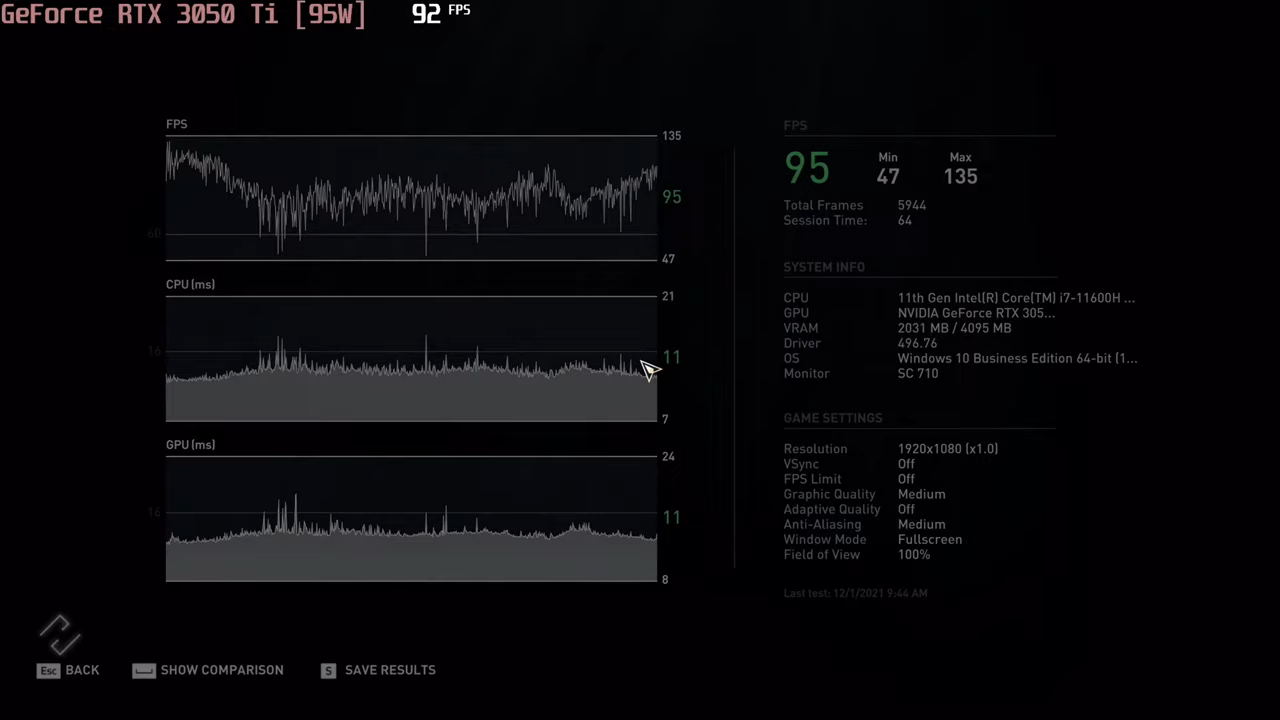 GeForce RTX 3050 Ti [95W] 92 FPS
FPS
135
95
60
47
CPU (ms)
21
16
11
7
GPU (ms)
24
16
11
8
FPS
95
Min
47
Max
135
Total Frames 5944
Session Time: 64
SYSTEM INFO
CPU 11th Gen Intel(R) Core(TM) i7-11600H ...
GPU NVIDIA GeForce RTX 305...
VRAM 2031 MB / 4095 MB
Driver 496.76
OS Windows 10 Business Edition 64-bit (1...
Monitor SC 710
GAME SETTINGS
Resolution 1920x1080 (x1.0)
VSync Off
FPS Limit Off
Graphic Quality Medium
Adaptive Quality Off
Anti-Aliasing Medium
Window Mode Fullscreen
Field of View 100%
Last test: 12/1/2021 9:44 AM
Esc BACK
SHOW COMPARISON
S SAVE RESULTS